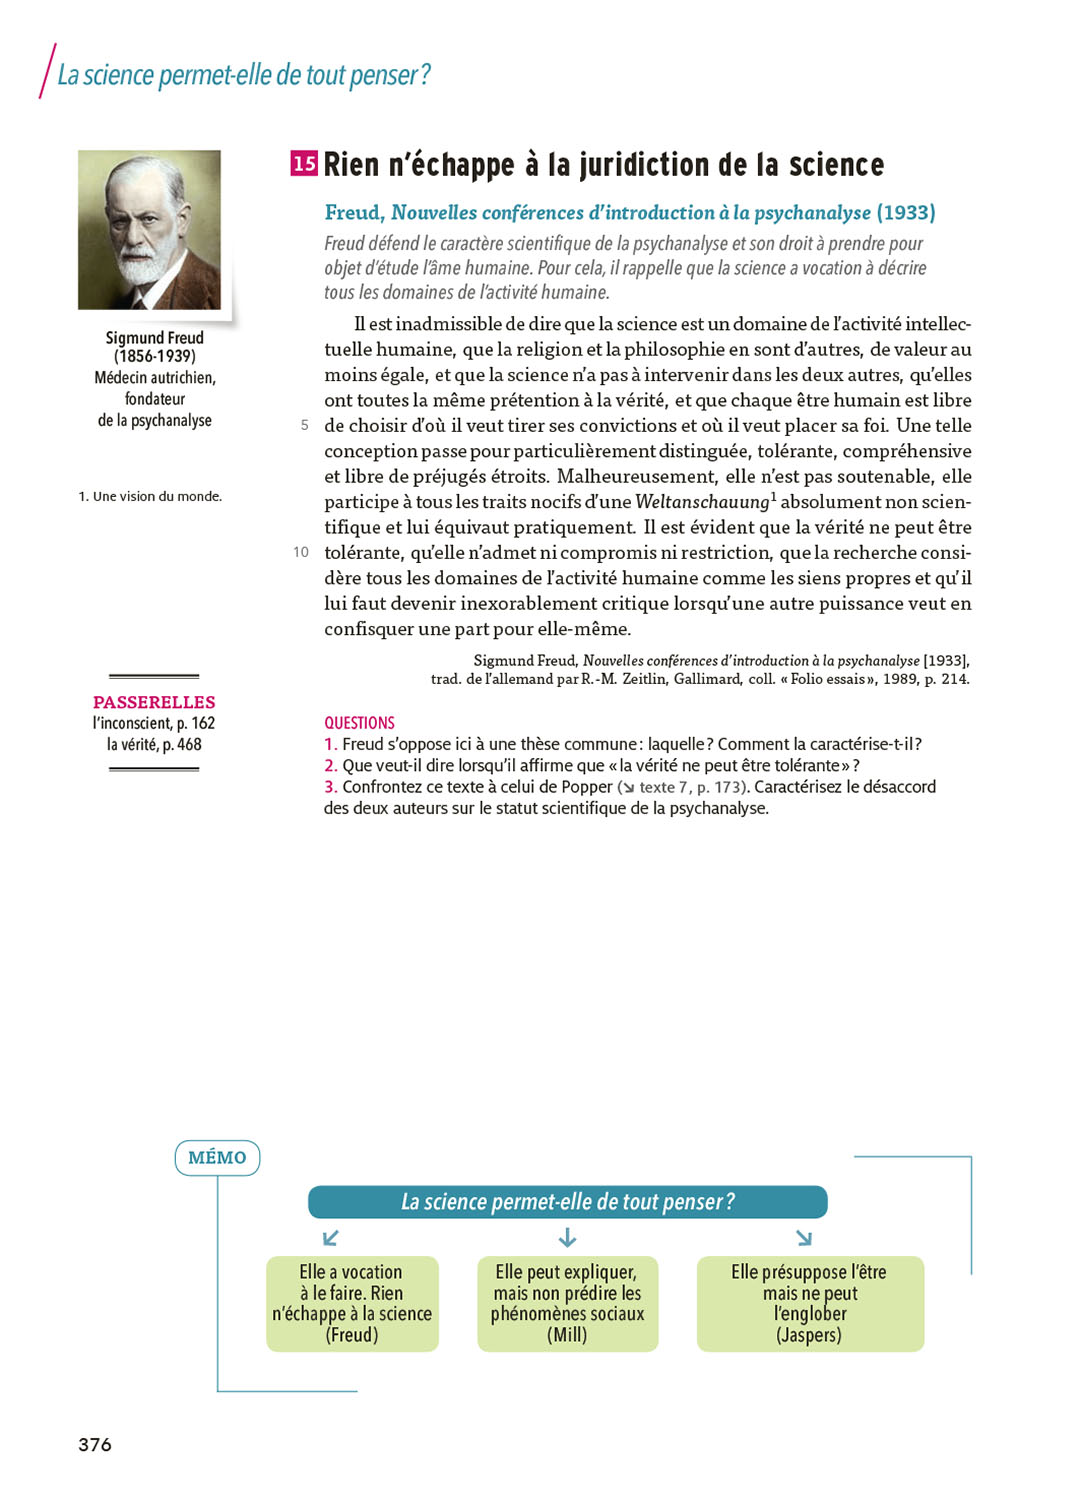 La science permet-elle de tout penser ?
15 Rien n'échappe à la juridiction de la science
Freud, Nouvelles conférences d'introduction à la psychanalyse (1933)
Freud défend le caractère scientifique de la psychanalyse et son droit à prendre pour
objet d'étude l'âme humaine. Pour cela, il rappelle que la science a vocation à décrire
tous les domaines de l'activité humaine.
Sigmund Freud
(1856-1939)
Médecin autrichien,
fondateur
de la psychanalyse
1. Une vision du monde.
Il est inadmissible de dire que la science est un domaine de l'activité intellec-
tuelle humaine, que la religion et la philosophie en sont d'autres, de valeur au
moins égale, et que la science n'a pas à intervenir dans les deux autres, qu'elles
ont toutes la même prétention à la vérité, et que chaque être humain est libre
5 de choisir d'où il veut tirer ses convictions et où il veut placer sa foi. Une telle
conception passe pour particulièrement distinguée, tolérante, compréhensive
et libre de préjugés étroits. Malheureusement, elle n'est pas soutenable, elle
participe à tous les traits nocifs d'une Weltanschauung1 absolument non scien-
tifique et lui équivaut pratiquement. Il est évident que la vérité ne peut être
10 tolérante, qu'elle n'admet ni compromis ni restriction, que la recherche consi-
dère tous les domaines de l'activité humaine comme les siens propres et qu'il
lui faut devenir inexorablement critique lorsqu'une autre puissance veut en
confisquer une part pour elle-même.
Sigmund Freud, Nouvelles conférences d'introduction à la psychanalyse [1933],
trad. de l'allemand par R.-M. Zeitlin, Gallimard, coll. « Folio essais », 1989, p. 214.
PASSERELLES
l'inconscient, p. 162
la vérité, p. 468
QUESTIONS
1. Freud s'oppose ici à une thèse commune : laquelle ? Comment la caractérise-t-il ?
2. Que veut-il dire lorsqu'il affirme que « la vérité ne peut être tolérante » ?
3. Confrontez ce texte à celui de Popper (↘ texte 7, p. 173). Caractérisez le désaccord
des deux auteurs sur le statut scientifique de la psychanalyse.
MÉMO
La science permet-elle de tout penser ?
Elle a vocation
à le faire. Rien
n'échappe à la science
(Freud)
Elle peut expliquer,
mais non prédire les
phénomènes sociaux
(Mill)
Elle présuppose l'être
mais ne peut
l'englober
(Jaspers)
376